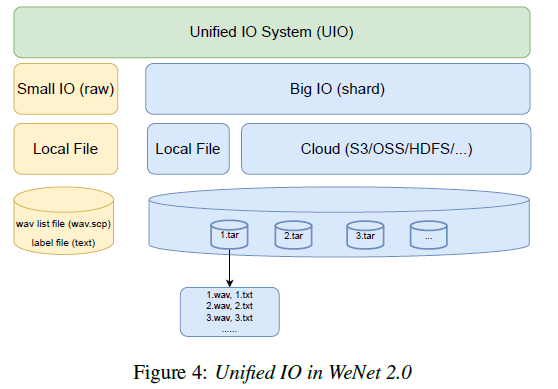 Unified IO System (UIO)
Small IO (raw)
Big IO (shard)
Local File
Local File
Cloud (S3/OSS/HDFS/...)
wav list file (wav.scp)
label file (text)
1.tar
2.tar
3.tar
...
1.wav, 1.txt
2.wav, 2.txt
3.wav, 3.txt
......
Figure 4: Unified IO in WeNet 2.0